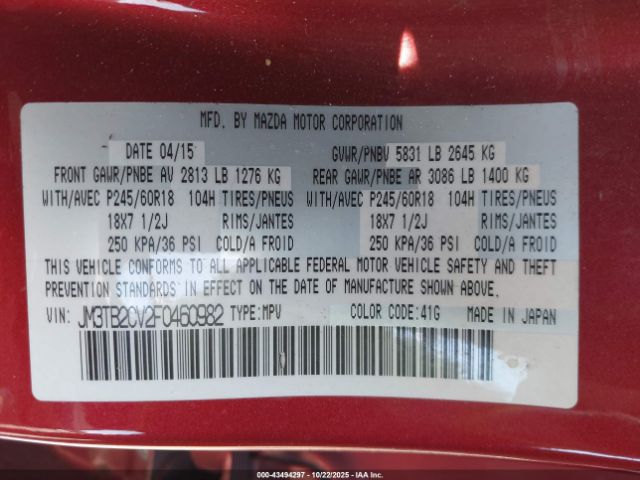 MFD. BY MAZDA MOTOR CORPORATION
DATE 04/15 GVWR/PNBV 5831 LB 2645 KG
FRONT GAWR/PNBE AV 2813 LB 1276 KG REAR GAWR/PNBE AR 3086 LB 1400 KG
WITH/AVEC P245/60R18 104H TIRES/PNEUS WITH/AVEC P245/60R18 104H TIRES/PNEUS
18X7 1/2J RIMS/JANTES 18X7 1/2J RIMS/JANTES
250 KPA/36 PSI COLD/A FROID 250 KPA/36 PSI COLD/A FROID
THIS VEHICLE CONFORMS TO ALL APPLICABLE FEDERAL MOTOR VEHICLE SAFETY AND THEFT
PREVENTION STANDARDS IN EFFECT ON THE DATE OF MANUFACTURE SHOWN ABOVE.
VIN: JM3TB2CV2F0460982 TYPE:MPV COLOR CODE:41G MADE IN JAPAN
000-43494297 - 10/22/2025 - Copyright © 2025 IAA, Inc.